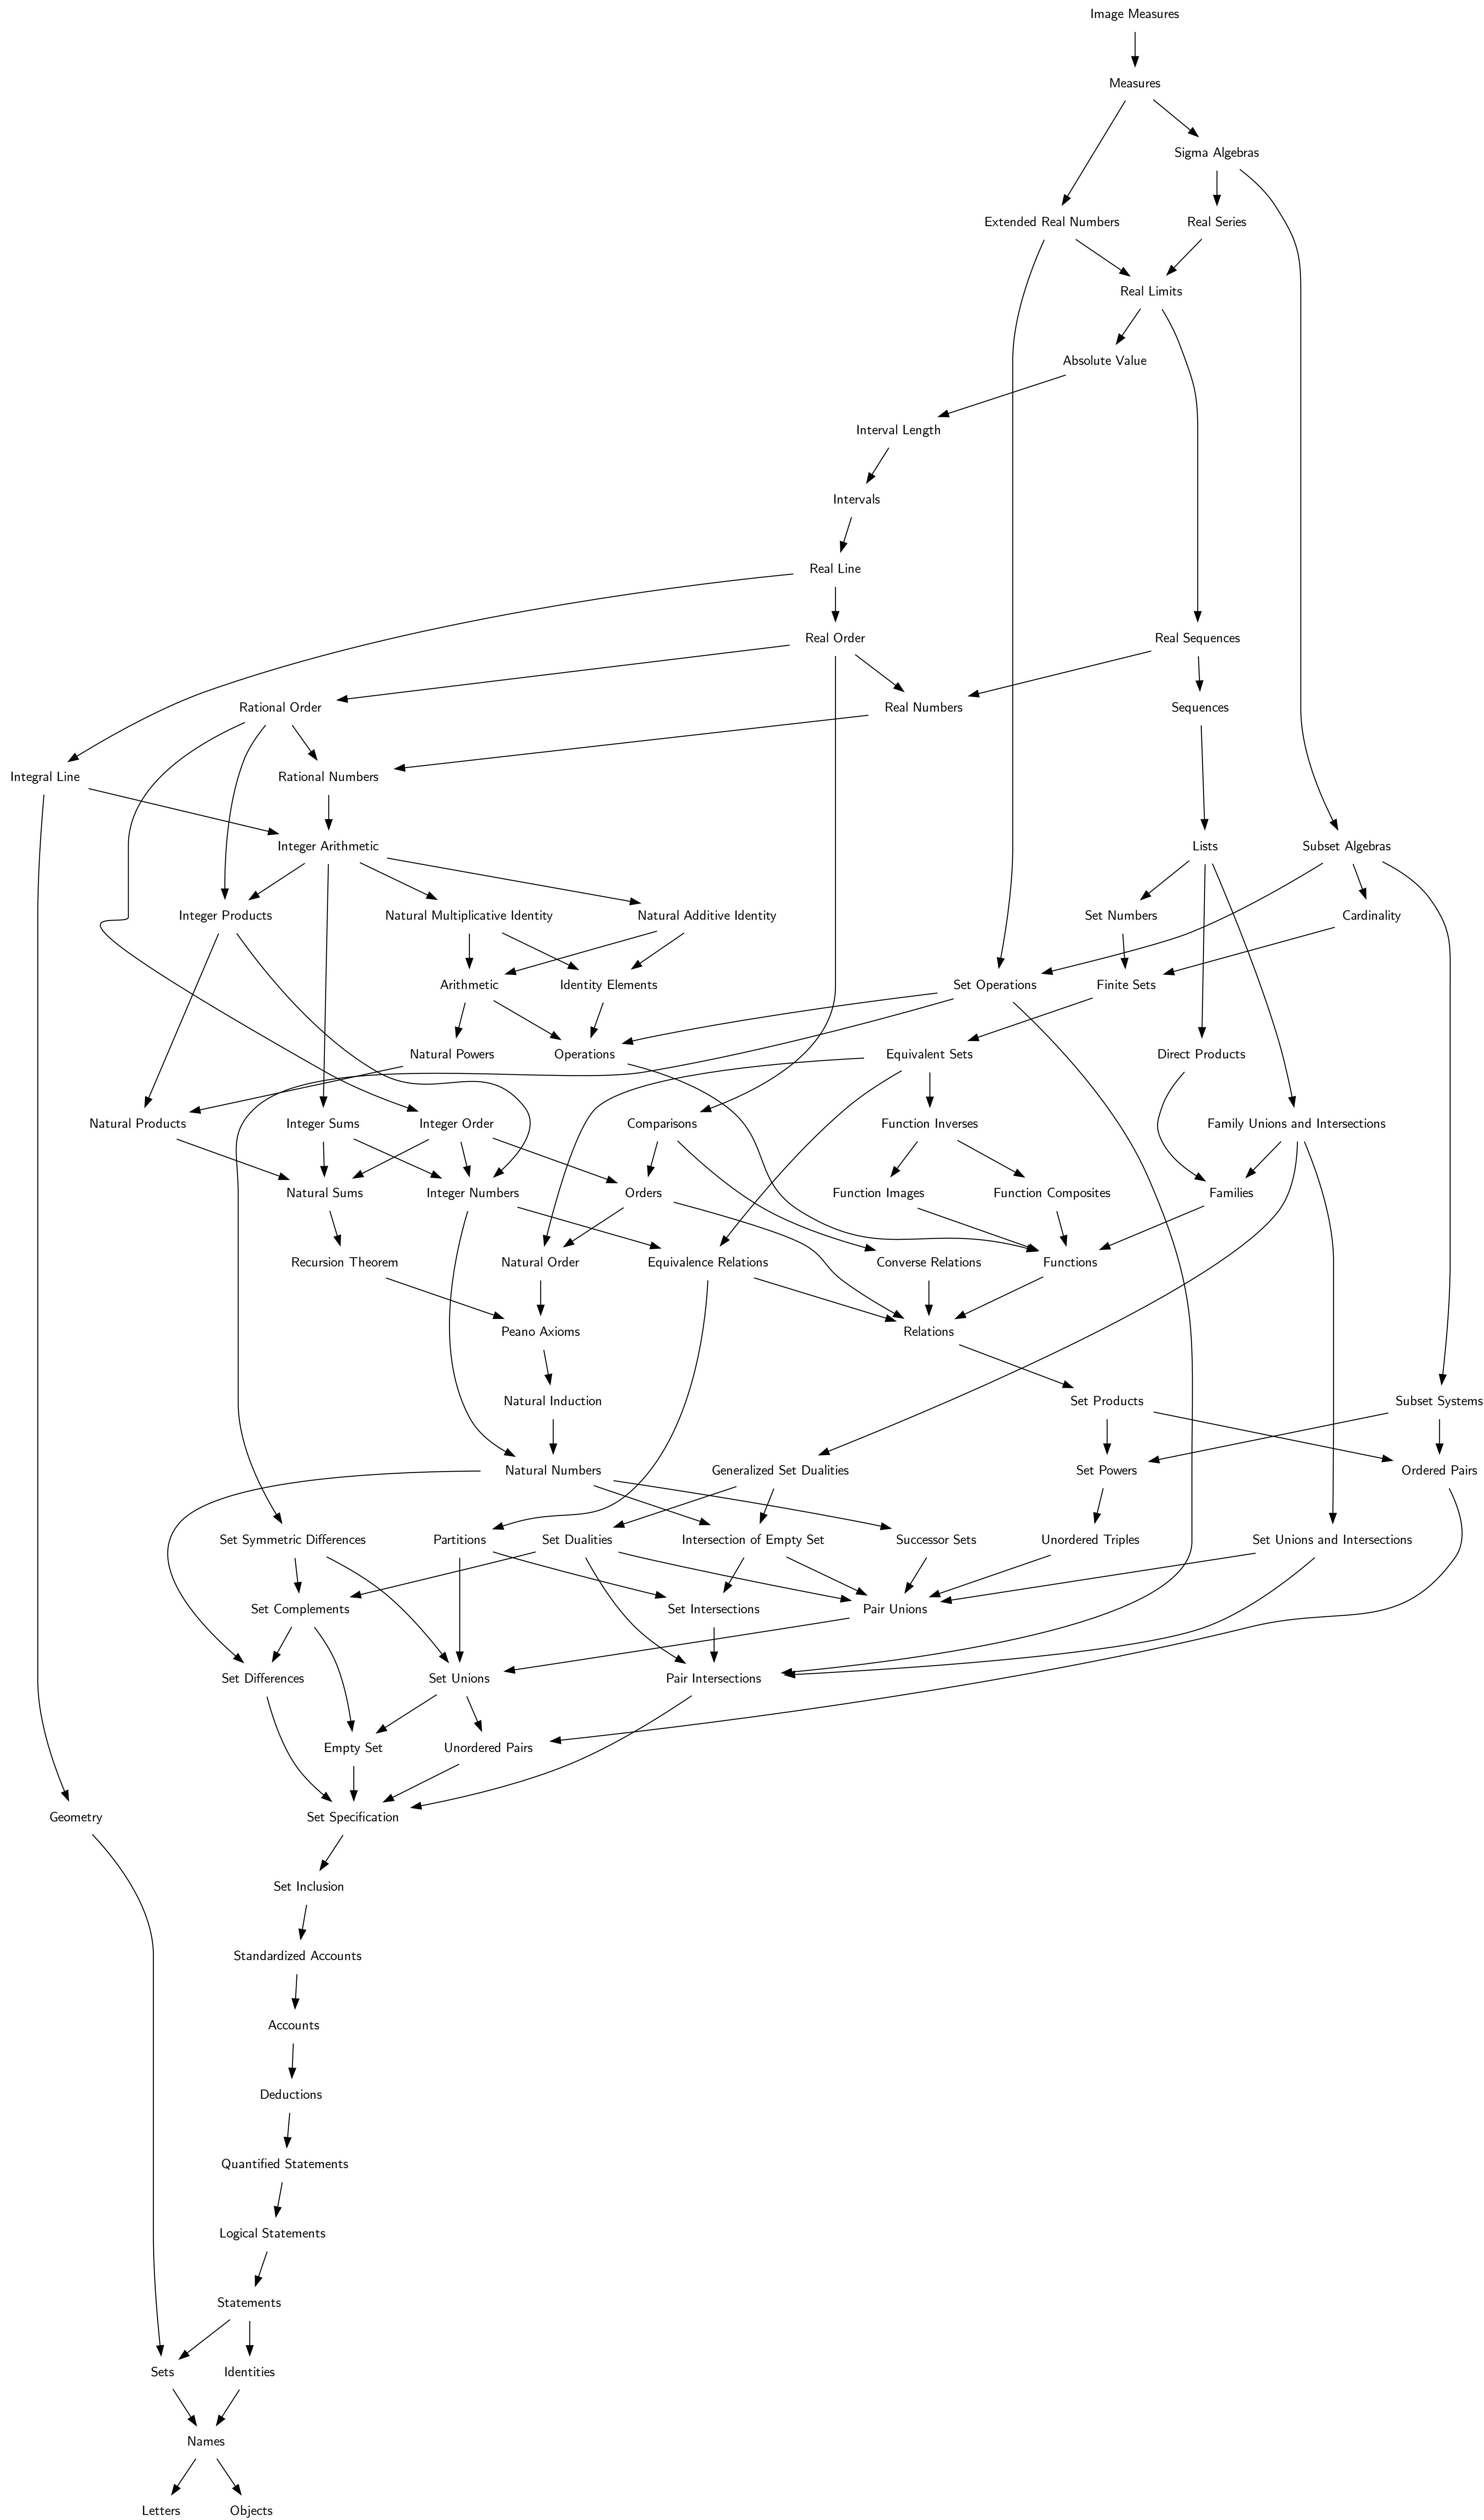 Image Measures
Measures
Sigma Algebras
Extended Real Numbers
Real Series
Real Limits
Absolute Value
Interval Length
Intervals
Real Line
Real Order
Real Sequences
Rational Order
Real Numbers
Sequences
Integral Line
Rational Numbers
Integer Arithmetic
Lists
Subset Algebras
Integer Products
Natural Multiplicative Identity
Natural Additive Identity
Set Numbers
Cardinality
Arithmetic
Identity Elements
Set Operations
Finite Sets
Natural Powers
Operations
Equivalent Sets
Direct Products
Natural Products
Integer Sums
Integer Order
Comparisons
Function Inverses
Family Unions and Intersections
Natural Sums
Integer Numbers
Orders
Function Images
Function Composites
Families
Recursion Theorem
Natural Order
Equivalence Relations
Converse Relations
Functions
Peano Axioms
Relations
Natural Induction
Set Products
Subset Systems
Natural Numbers
Generalized Set Dualities
Set Powers
Ordered Pairs
Set Symmetric Differences
Partitions
Set Dualities
Intersection of Empty Set
Successor Sets
Unordered Triples
Set Unions and Intersections
Set Complements
Set Intersections
Pair Unions
Set Differences
Set Unions
Pair Intersections
Empty Set
Unordered Pairs
Geometry
Set Specification
Set Inclusion
Standardized Accounts
Accounts
Deductions
Quantified Statements
Logical Statements
Statements
Sets
Identities
Names
Letters
Objects